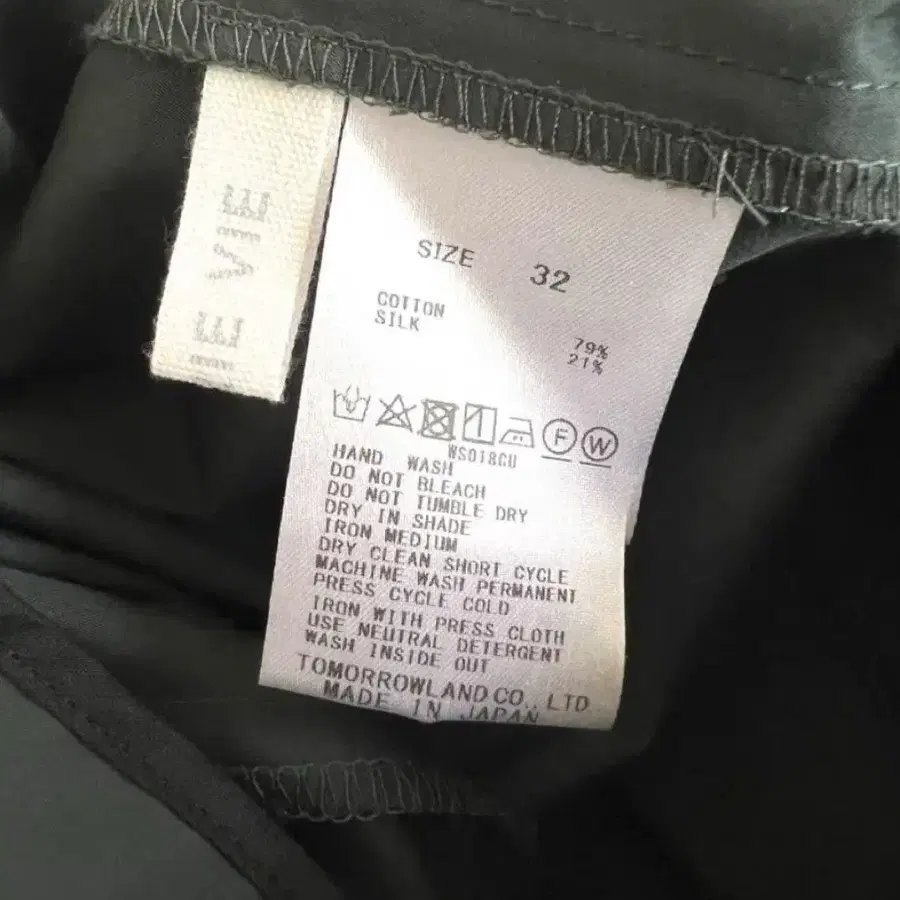 SIZE 32
COTTON 79%
SILK 21%
F W
WS018GU
HAND WASH
DO NOT BLEACH
DO NOT TUMBLE DRY
DRY IN SHADE
IRON MEDIUM
DRY CLEAN SHORT CYCLE
MACHINE WASH PERMANENT
PRESS CYCLE COLD
IRON WITH PRESS CLOTH
USE NEUTRAL DETERGENT
WASH INSIDE OUT
TOMORROWLAND CO., LTD
MADE IN JAPAN